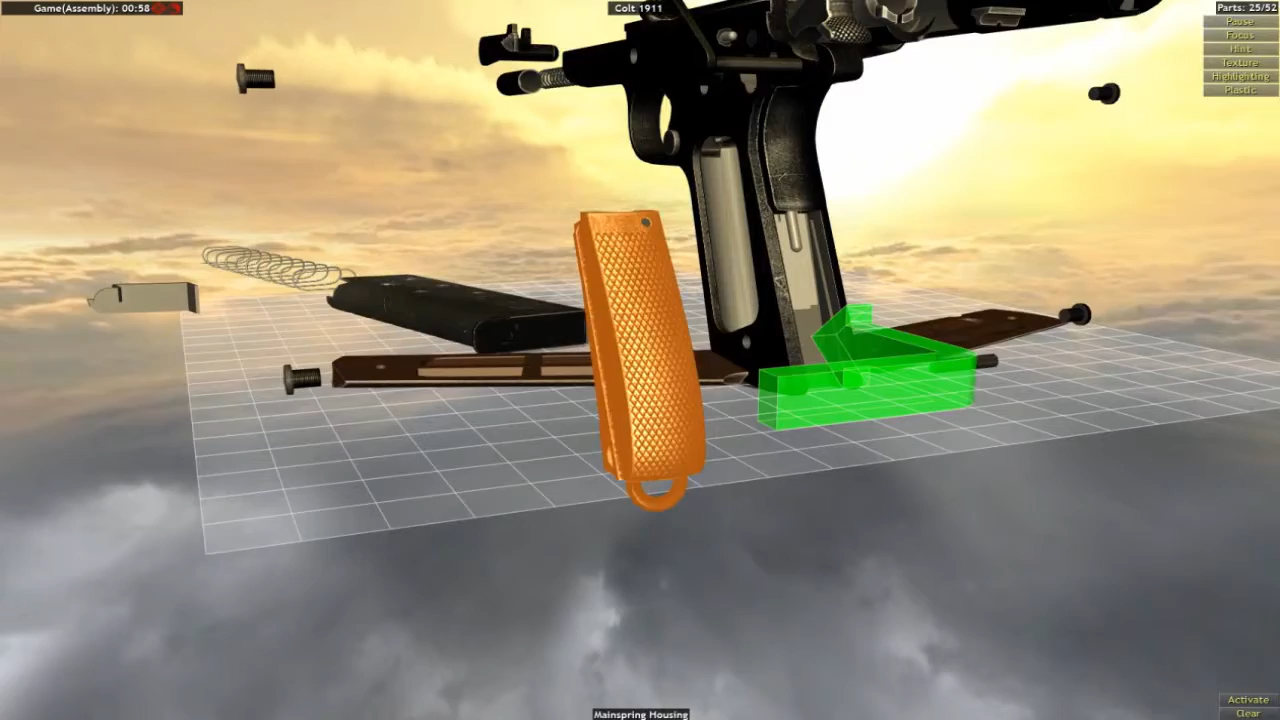 Game(Assembly): 00:58
Colt 1911
Parts: 25/52
Pause
Focus
Hint
Texture
Highlighting
Plastic
Mainspring Housing
Activate
Clear